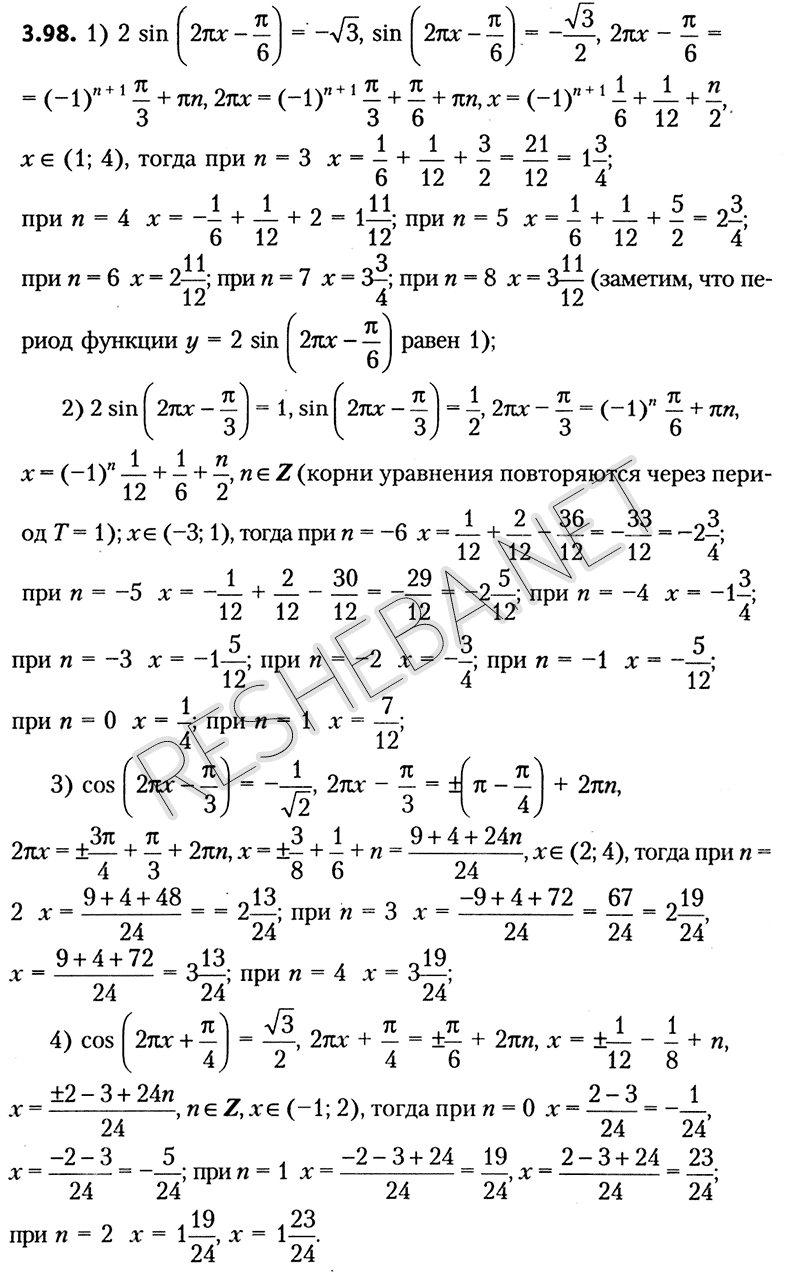 3.98. 1) 2 sin (2πx − π/6) = −√3, sin (2πx − π/6) = −√3/2, 2πx − π/6 =
= (−1)ⁿ⁺¹ π/3 + πn, 2πx = (−1)ⁿ⁺¹ π/3 + π/6 + πn, x = (−1)ⁿ⁺¹ 1/6 + 1/12 + n/2,
x ∈ (1; 4), тогда при n = 3 x = 1/6 + 1/12 + 3/2 = 21/12 = 1 3/4;
при n = 4 x = −1/6 + 1/12 + 2 = 1 11/12; при n = 5 x = 1/6 + 1/12 + 5/2 = 2 3/4;
при n = 6 x = 2 11/12; при n = 7 x = 3 3/4; при n = 8 x = 3 11/12 (заметим, что пе-
риод функции y = 2 sin (2πx − π/6) равен 1);
2) 2 sin (2πx − π/3) = 1, sin (2πx − π/3) = 1/2, 2πx − π/3 = (−1)ⁿ π/6 + πn,
x = (−1)ⁿ 1/12 + 1/6 + n/2, n ∈ Z (корни уравнения повторяются через пери-
од T = 1); x ∈ (−3; 1), тогда при n = −6 x = 1/12 + 2/12 − 36/12 = −33/12 = −2 3/4;
при n = −5 x = −1/12 + 2/12 − 30/12 = −29/12 = −2 5/12; при n = −4 x = −1 3/4;
при n = −3 x = −1 5/12; при n = −2 x = −3/4; при n = −1 x = −5/12;
при n = 0 x = 1/4; при n = 1 x = 7/12;
3) cos (2πx − π/3) = −1/√2, 2πx − π/3 = ±(π − π/4) + 2πn,
2πx = ±3π/4 + π/3 + 2πn, x = ±3/8 + 1/6 + n = (9 + 4 + 24n)/24, x ∈ (2; 4), тогда при n =
2 x = (9 + 4 + 48)/24 = = 2 13/24; при n = 3 x = (−9 + 4 + 72)/24 = 67/24 = 2 19/24,
x = (9 + 4 + 72)/24 = 3 13/24; при n = 4 x = 3 19/24;
4) cos (2πx + π/4) = √3/2, 2πx + π/4 = ±π/6 + 2πn, x = ±1/12 − 1/8 + n,
x = (±2 − 3 + 24n)/24, n ∈ Z, x ∈ (−1; 2), тогда при n = 0 x = (2 − 3)/24 = −1/24,
x = (−2 − 3)/24 = −5/24; при n = 1 x = (−2 − 3 + 24)/24 = 19/24, x = (2 − 3 + 24)/24 = 23/24;
при n = 2 x = 1 19/24, x = 1 23/24.
RESHEBA.NET